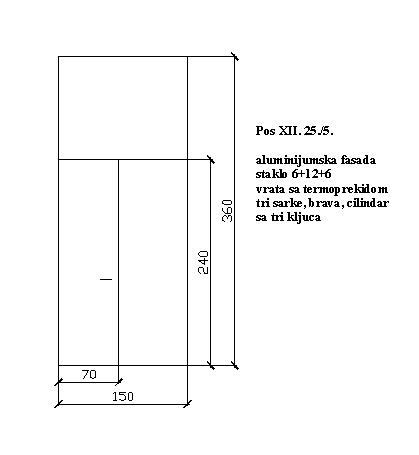 Pos XII. 25./5.
aluminijumska fasada
staklo 6+12+6
vrata sa termoprekidom
tri sarke, brava, cilindar
sa tri kljuca
360
240
70
150